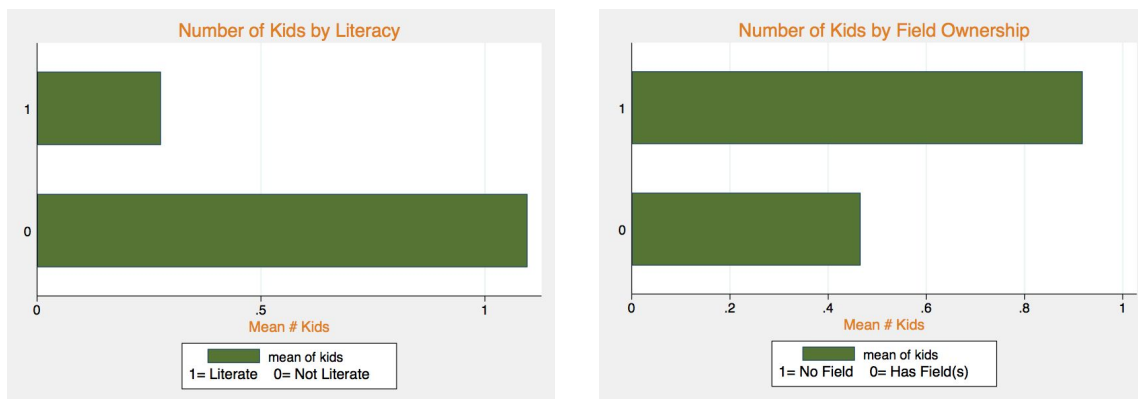 Number of Kids by Literacy
1
0
0 .5 1
Mean # Kids
mean of kids
1= Literate 0= Not Literate
Number of Kids by Field Ownership
1
0
0 .2 .4 .6 .8 1
Mean # Kids
mean of kids
1= No Field 0= Has Field(s)